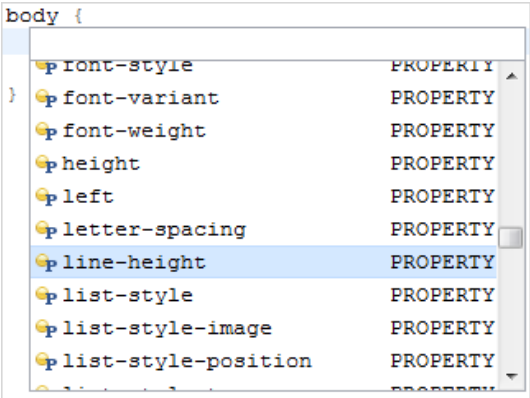 body {
font-style PROPERTY
} font-variant PROPERTY
font-weight PROPERTY
height PROPERTY
left PROPERTY
letter-spacing PROPERTY
line-height PROPERTY
list-style PROPERTY
list-style-image PROPERTY
list-style-position PROPERTY